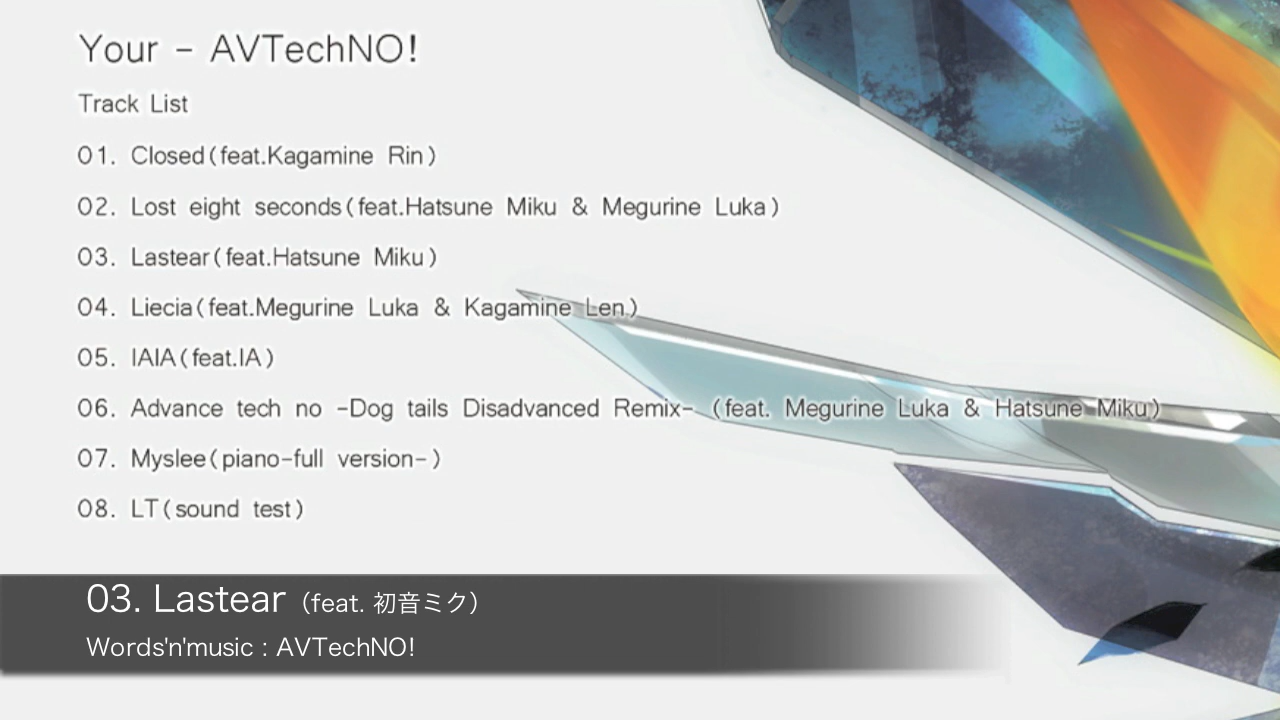 Your - AVTechNO!
Track List
01. Closed(feat.Kagamine Rin)
02. Lost eight seconds(feat.Hatsune Miku & Megurine Luka)
03. Lastear(feat.Hatsune Miku)
04. Liecia(feat.Megurine Luka & Kagamine Len)
05. IAIA(feat.IA)
06. Advance tech no -Dog tails Disadvanced Remix- (feat. Megurine Luka & Hatsune Miku)
07. Myslee(piano-full version-)
08. LT(sound test)
03. Lastear（feat. 初音ミク）
Words'n'music : AVTechNO!